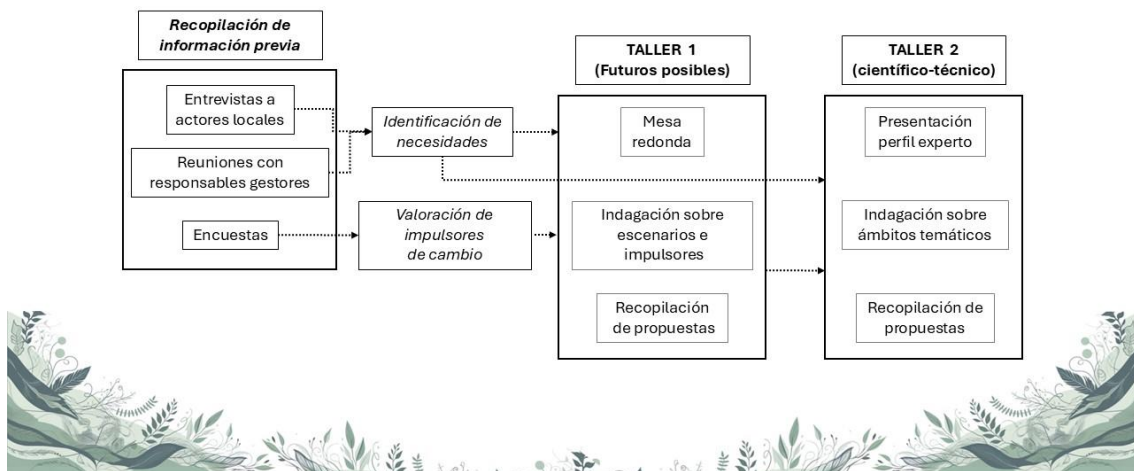 Recopilación de
información previa
Entrevistas a
actores locales
Reuniones con
responsables gestores
Encuestas
Identificación de
necesidades
Valoración de
impulsores
de cambio
TALLER 1
(Futuros posibles)
Mesa
redonda
Indagación sobre
escenarios e
impulsores
Recopilación
de propuestas
TALLER 2
(científico-técnico)
Presentación
perfil experto
Indagación sobre
ámbitos temáticos
Recopilación de
propuestas